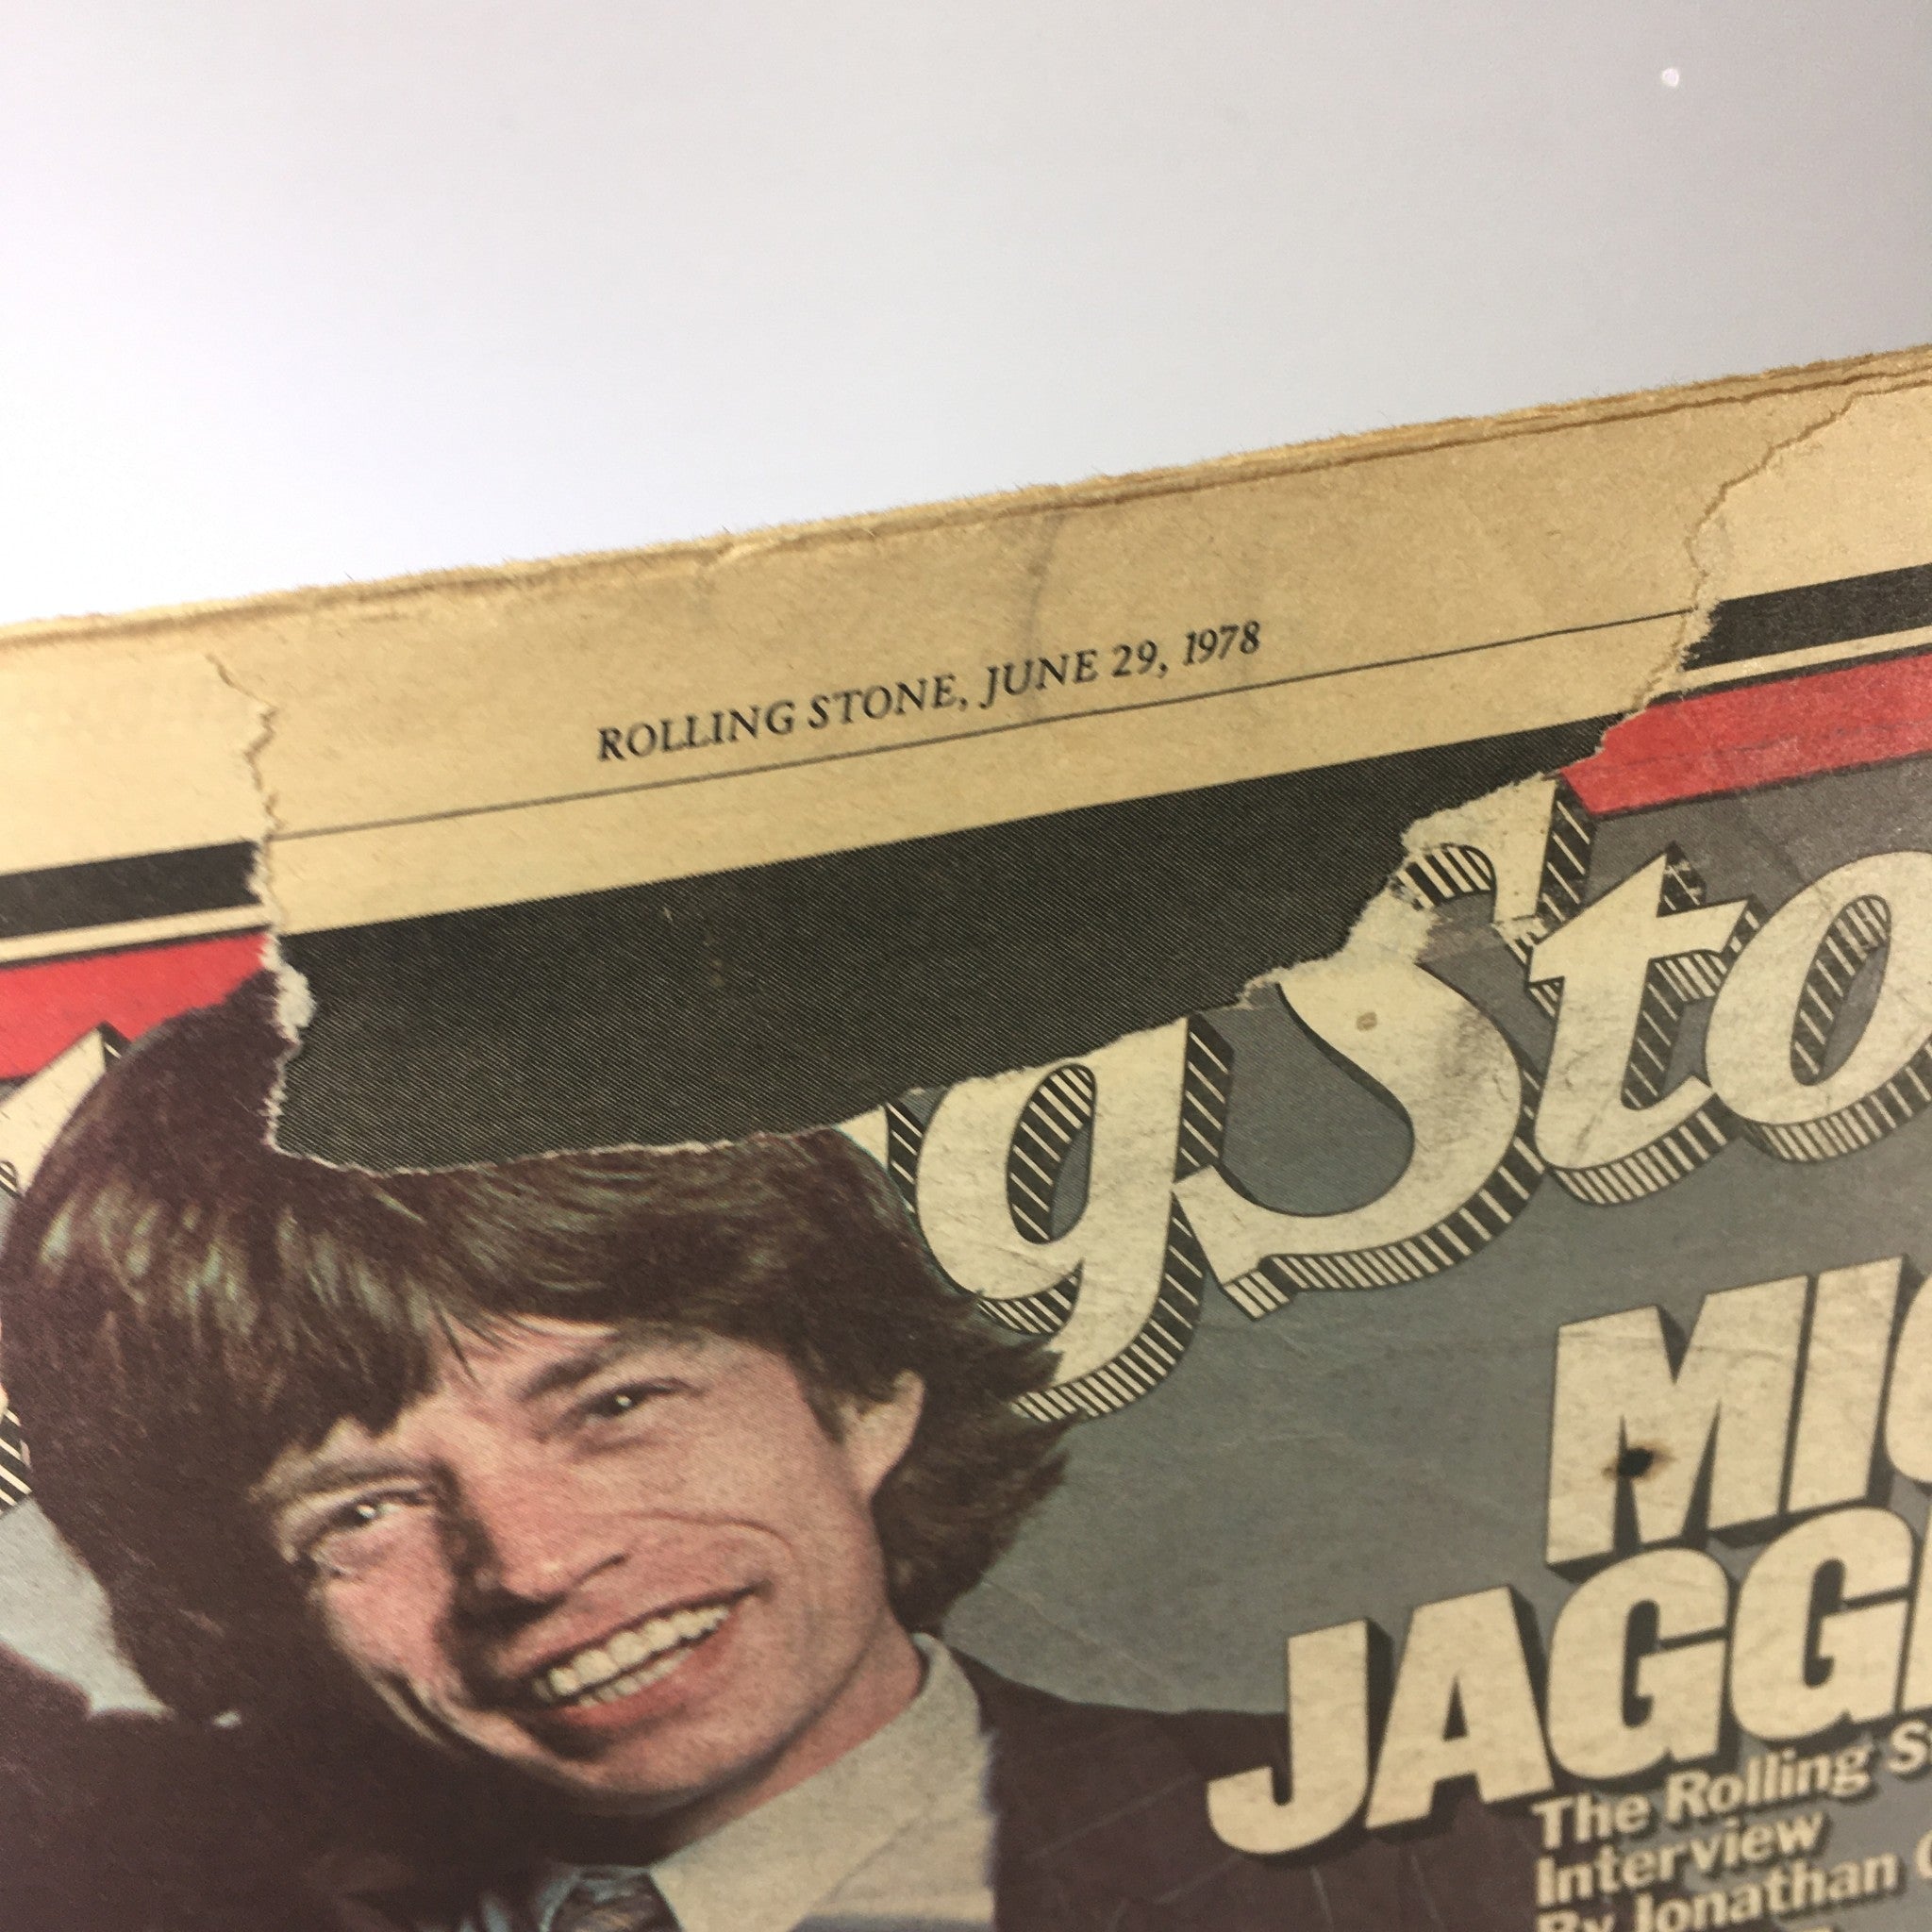 ROLLING STONE, JUNE 29, 1978
gSto
MIC
JAGG
The Rolling S
Interview
By Jonathan C